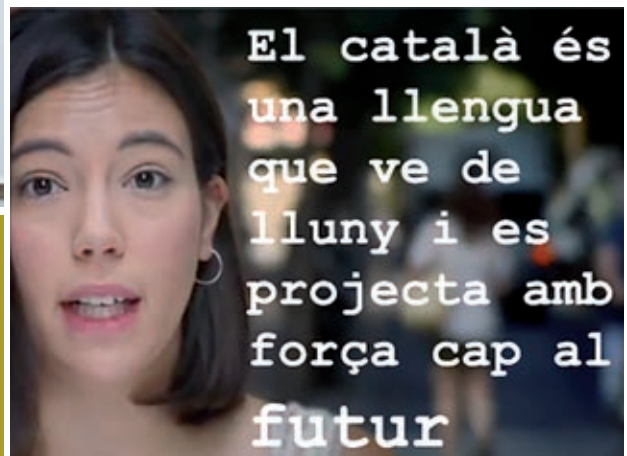 El català és
una llengua
que ve de
lluny i es
projecta amb
força cap al
futur